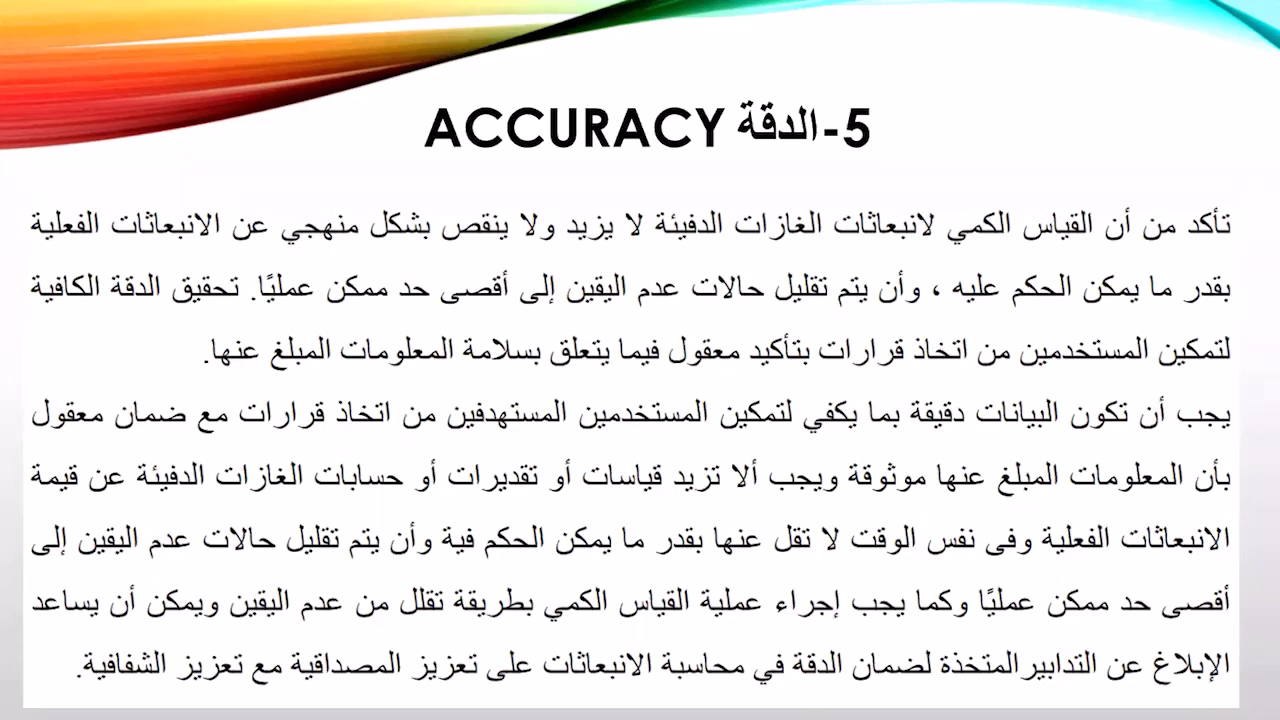 5-الدقة ACCURACY
تأكد من أن القياس الكمي لانبعاثات الغازات الدفيئة لا يزيد ولا ينقص بشكل منهجي عن الانبعاثات الفعلية
بقدر ما يمكن الحكم عليه ، وأن يتم تقليل حالات عدم اليقين إلى أقصى حد ممكن عمليًا. تحقيق الدقة الكافية
لتمكين المستخدمين من اتخاذ قرارات بتأكيد معقول فيما يتعلق بسلامة المعلومات المبلغ عنها.
يجب أن تكون البيانات دقيقة بما يكفي لتمكين المستخدمين المستهدفين من اتخاذ قرارات مع ضمان معقول
بأن المعلومات المبلغ عنها موثوقة ويجب ألا تزيد قياسات أو تقديرات أو حسابات الغازات الدفيئة عن قيمة
الانبعاثات الفعلية وفى نفس الوقت لا تقل عنها بقدر ما يمكن الحكم فية وأن يتم تقليل حالات عدم اليقين إلى
أقصى حد ممكن عمليًا وكما يجب إجراء عملية القياس الكمي بطريقة تقلل من عدم اليقين ويمكن أن يساعد
الإبلاغ عن التدابيرالمتخذة لضمان الدقة في محاسبة الانبعاثات على تعزيز المصداقية مع تعزيز الشفافية.